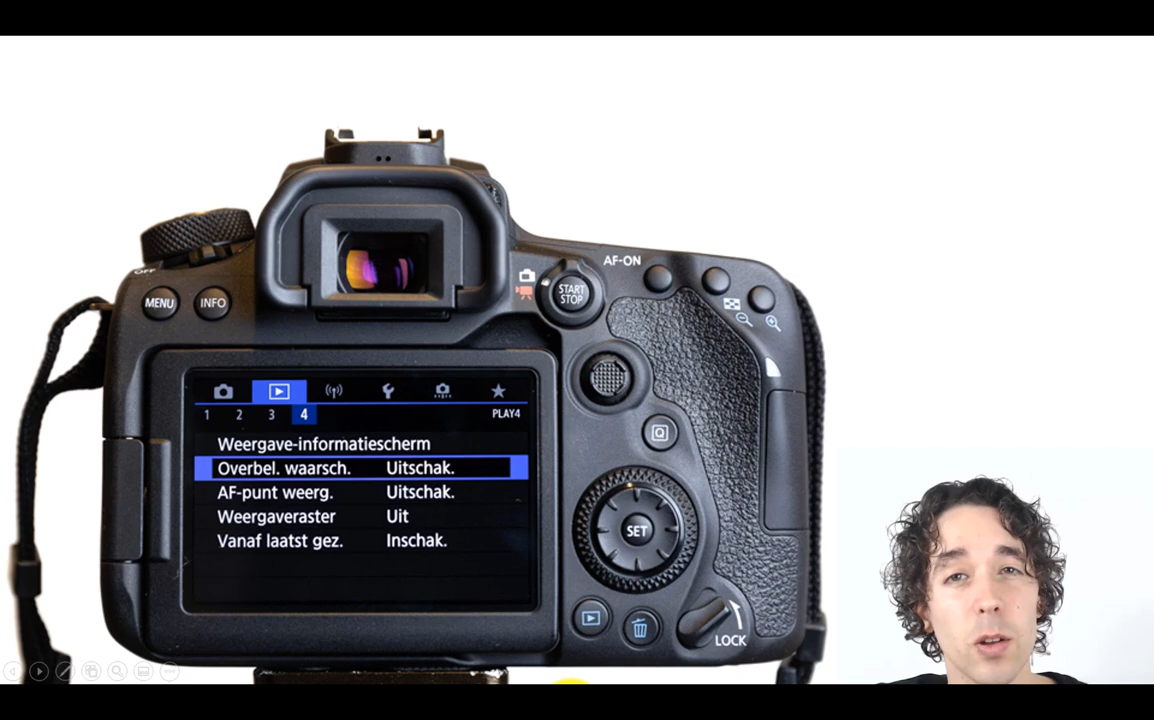 AF-ON
OFF
MENU
INFO
START
STOP
1 2 3 4 PLAY4
Weergave-informatiescherm
Overbel. waarsch. Uitschak.
AF-punt weerg. Uitschak.
Weergaveraster Uit
Vanaf laatst gez. Inschak.
Q
SET
LOCK